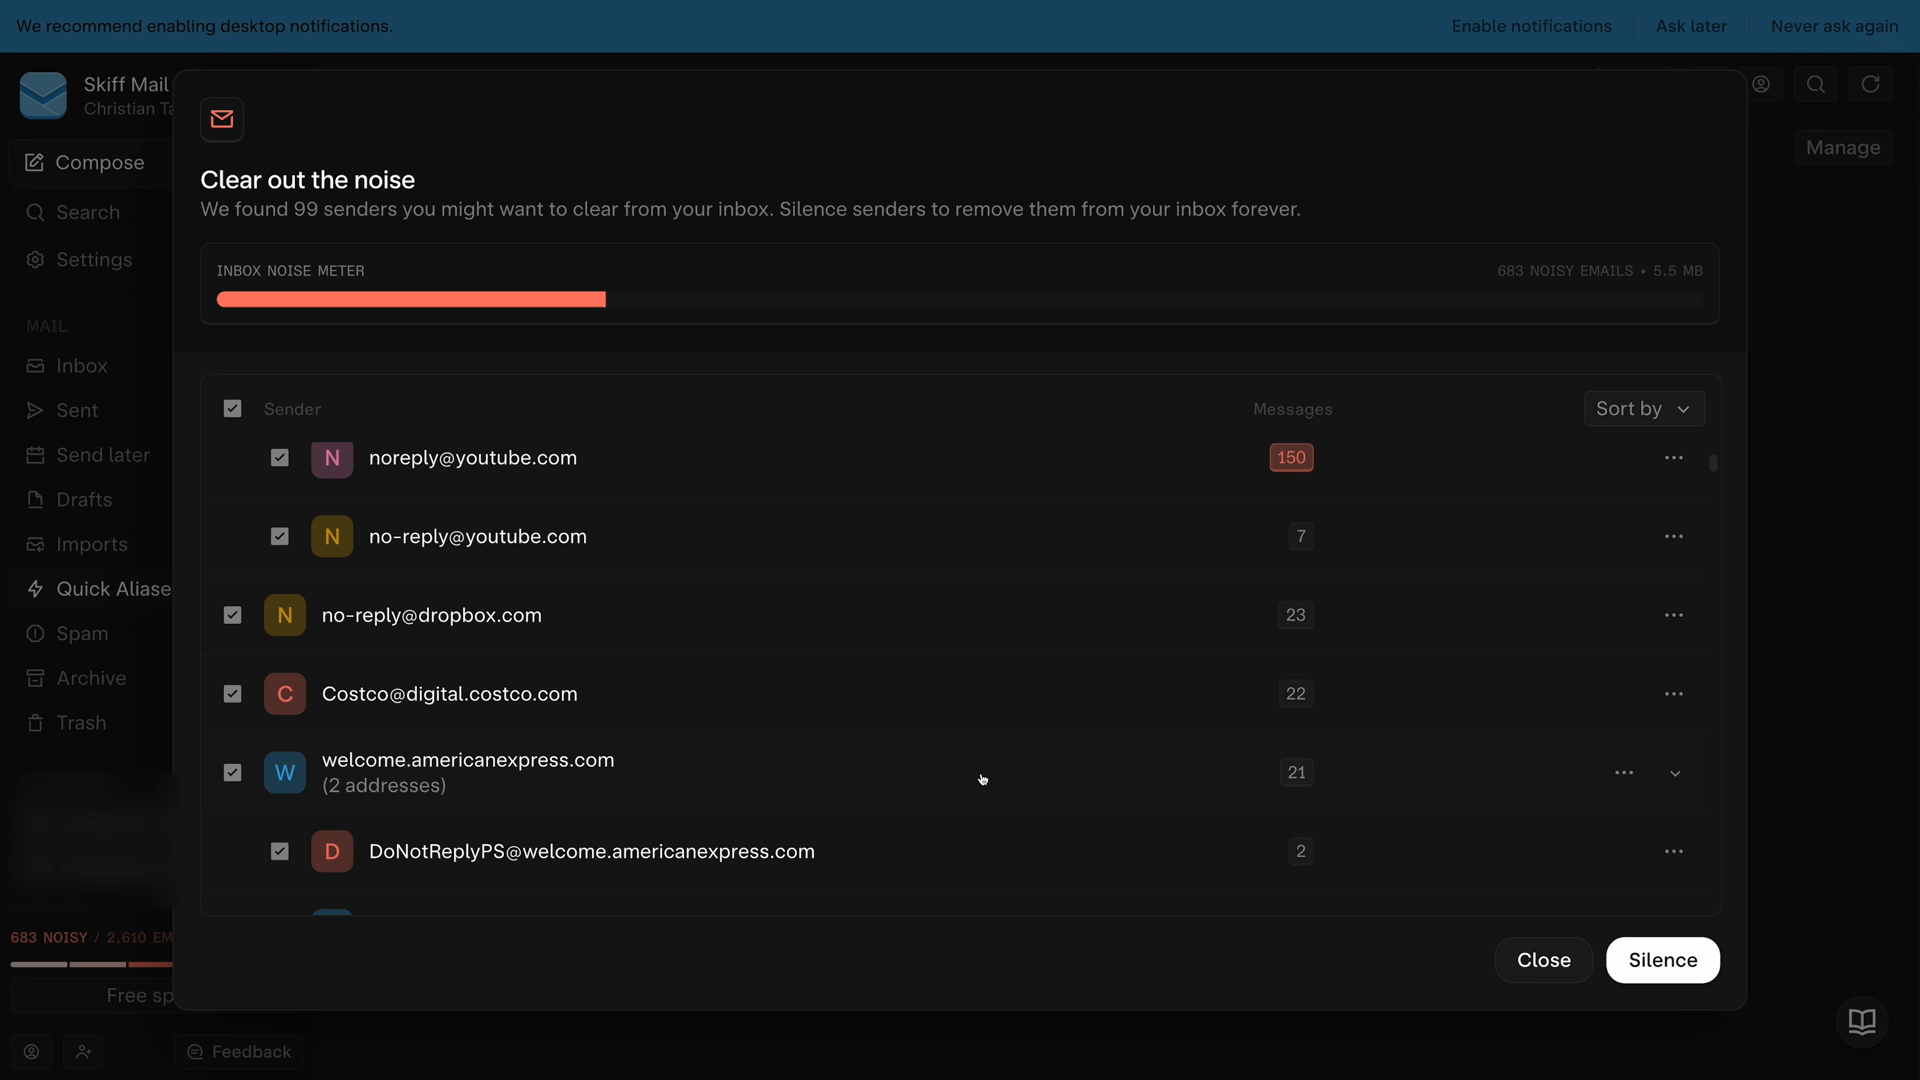 We recommend enabling desktop notifications.
Enable notifications
Ask later
Never ask again
Skiff Mail
Christian Ta
Compose
Search
Settings
MAIL
Inbox
Sent
Send later
Drafts
Imports
Quick Aliase
Spam
Archive
Trash
683 NOISY / 2,610 EM
Free sp
Feedback
Manage
Clear out the noise
We found 99 senders you might want to clear from your inbox. Silence senders to remove them from your inbox forever.
INBOX NOISE METER
683 NOISY EMAILS • 5.5 MB
Sender
Messages
Sort by
N noreply@youtube.com 150
N no-reply@youtube.com 7
N no-reply@dropbox.com 23
C Costco@digital.costco.com 22
W welcome.americanexpress.com 21
(2 addresses)
D DoNotReplyPS@welcome.americanexpress.com 2
Close
Silence